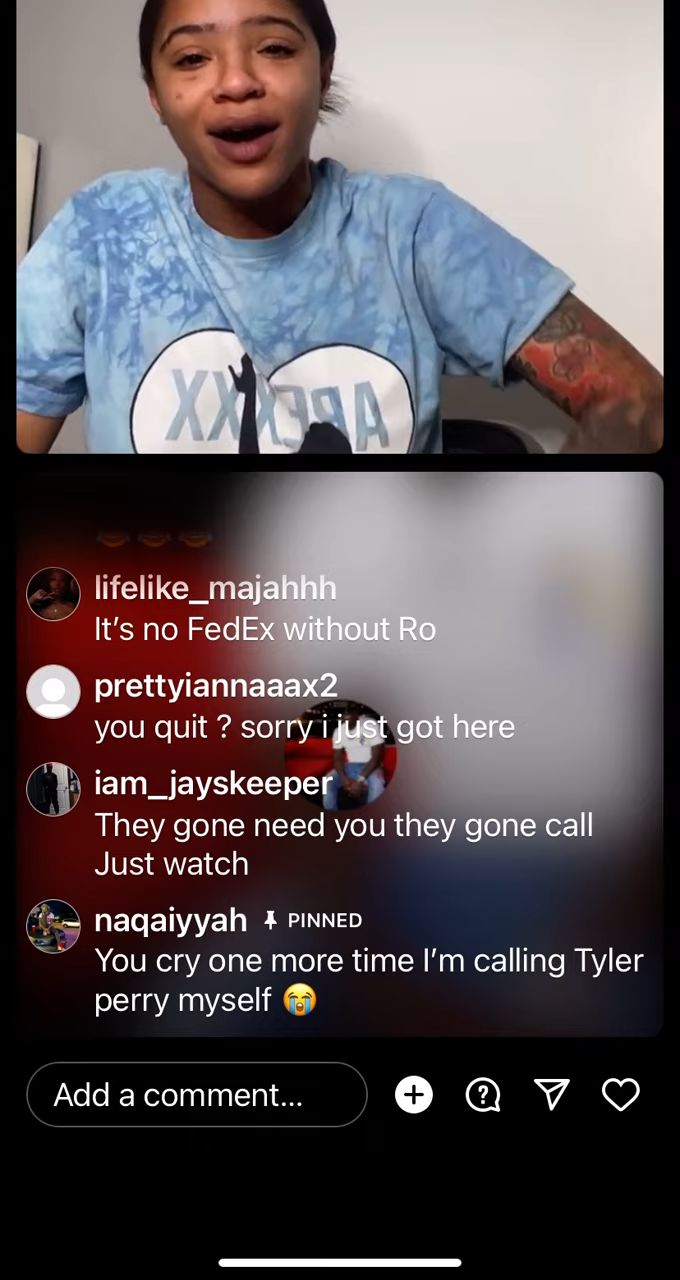 APEXXX
lifelike_majahhh
It’s no FedEx without Ro
prettyiannaaax2
you quit ? sorry i just got here
iam_jayskeeper
They gone need you they gone call
Just watch
naqaiyyah PINNED
You cry one more time I’m calling Tyler
perry myself 😭
Add a comment...